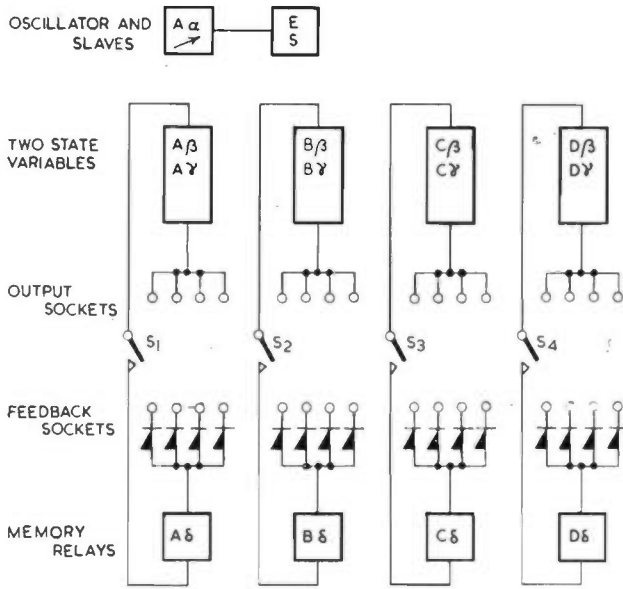 OSCILLATOR AND
SLAVES
Aα
E
S
TWO STATE
VARIABLES
Aβ
Aγ
Bβ
Bγ
Cβ
Cγ
Dβ
Dγ
OUTPUT
SOCKETS
S1
S2
S3
S4
FEEDBACK
SOCKETS
MEMORY
RELAYS
Aδ
Bδ
Cδ
Dδ